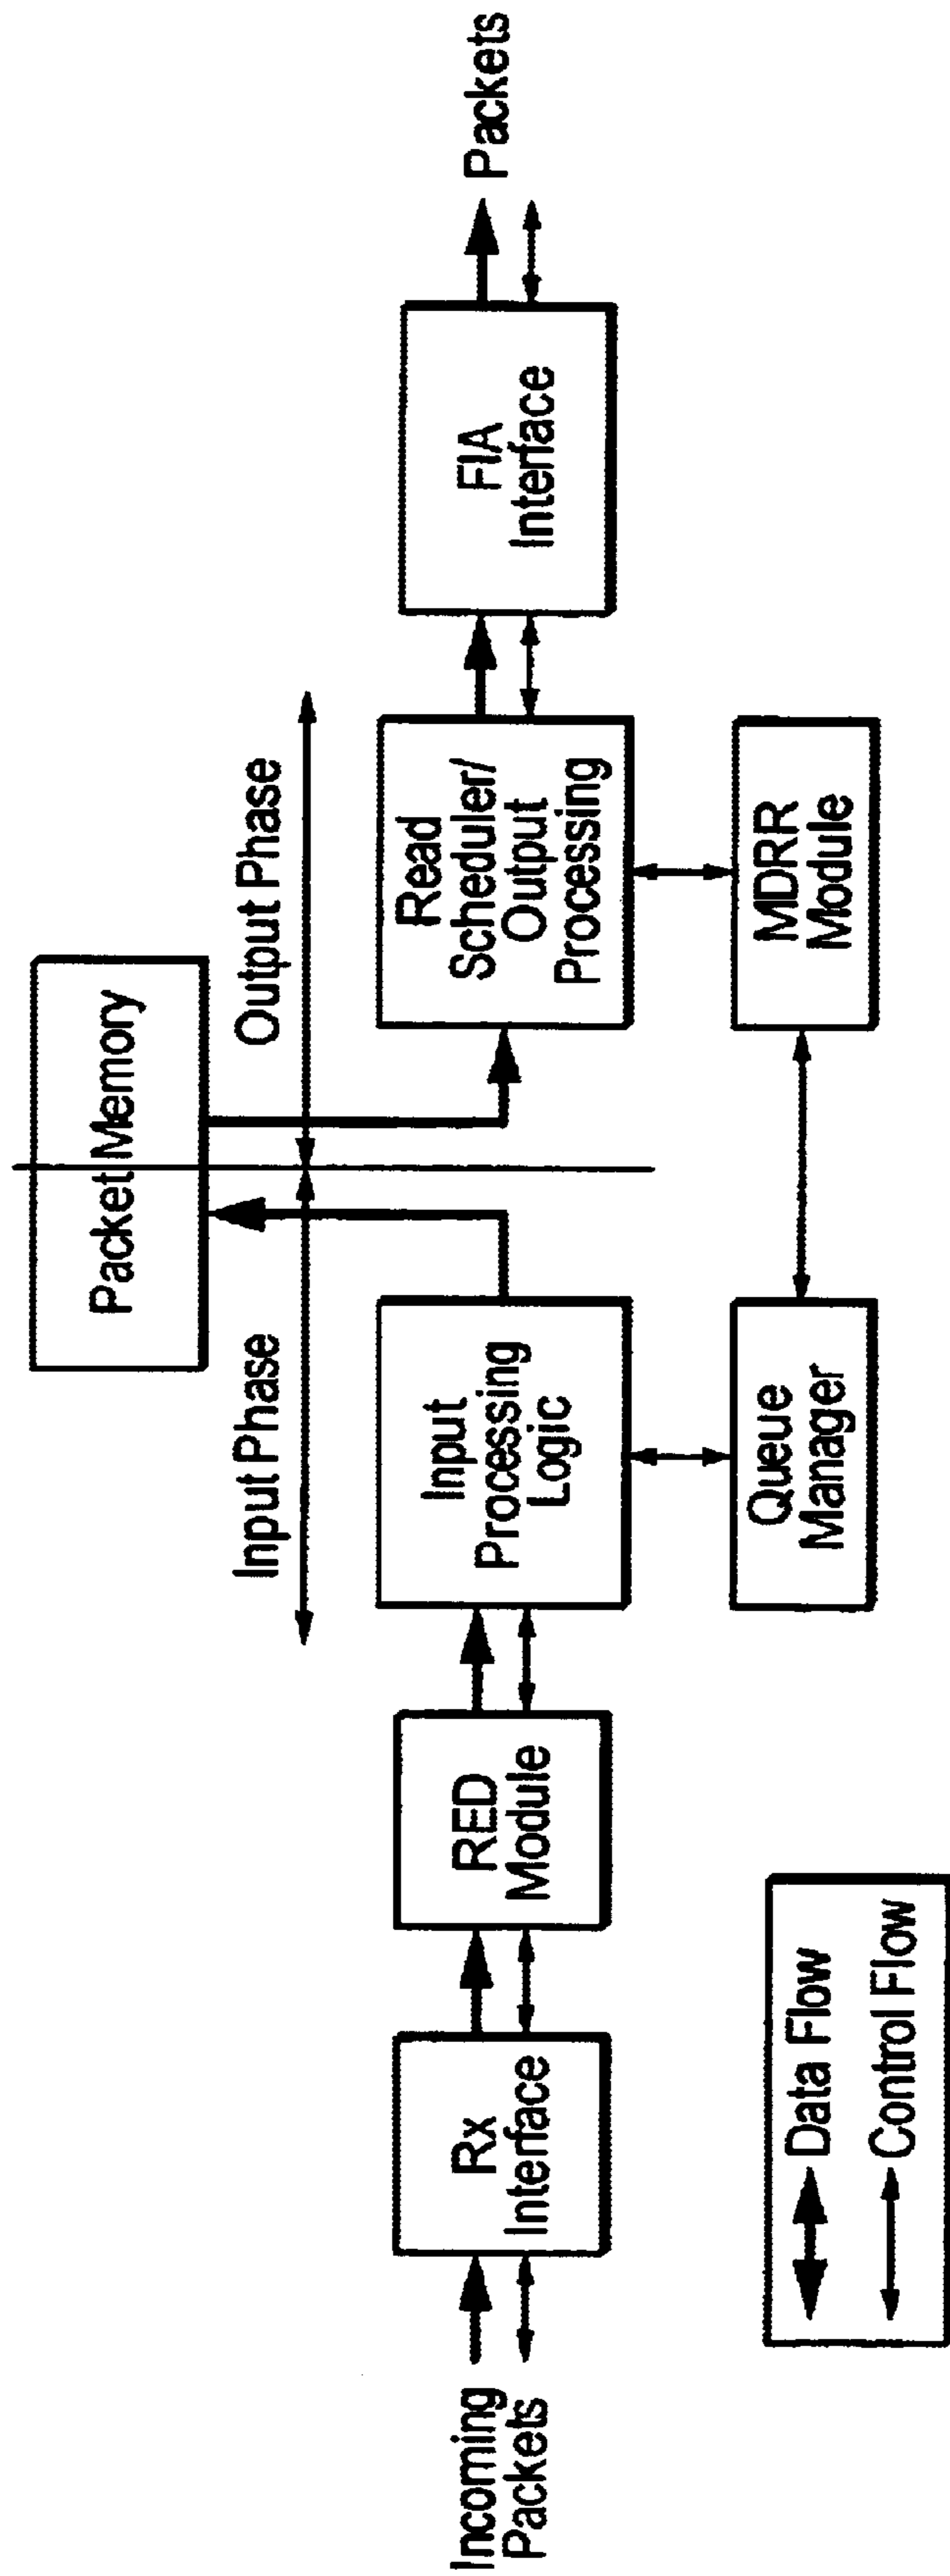 Packet Memory
Input Phase
Output Phase
Incoming
Packets
Rx
Interface
RED
Module
Input
Processing
Logic
Read
Scheduler/
Output
Processing
FIA
Interface
Packets
Queue
Manager
MDRR
Module
Data Flow
Control Flow